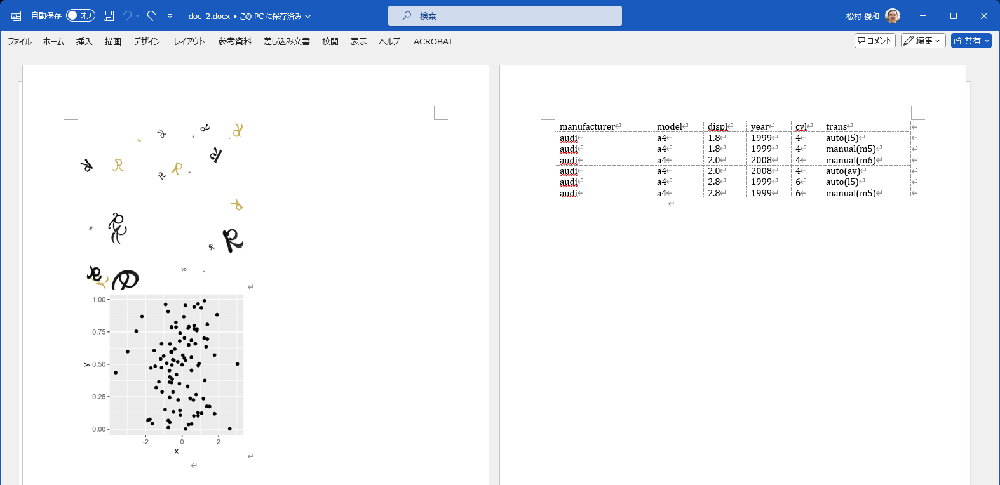 自動保存 オフ doc_2.docx • この PC に保存済み 検索 松村 俊和
ファイル ホーム 挿入 描画 デザイン レイアウト 参考資料 差し込み文書 校閲 表示 ヘルプ ACROBAT コメント 編集 共有
R R R R R
1.00
0.75
0.50
0.25
0.00
y
-2 0 2
x
manufacturer model displ year cyl trans
audi a4 1.8 1999 4 auto(l5)
audi a4 1.8 1999 4 manual(m5)
audi a4 2.0 2008 4 manual(m6)
audi a4 2.0 2008 4 auto(av)
audi a4 2.8 1999 6 auto(l5)
audi a4 2.8 1999 6 manual(m5)